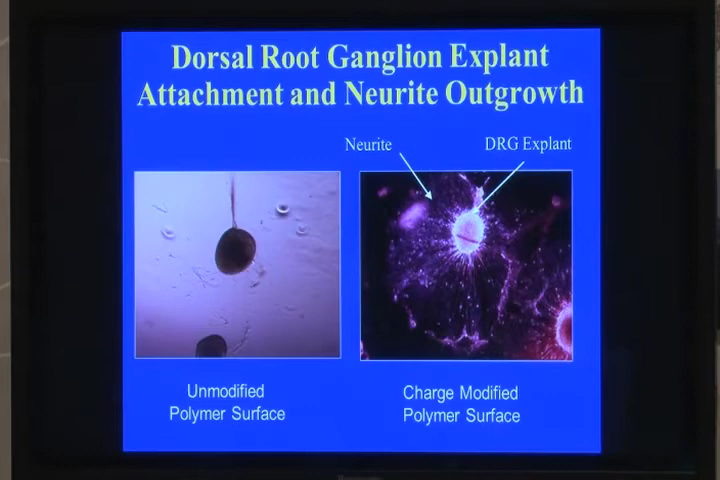 Dorsal Root Ganglion Explant
Attachment and Neurite Outgrowth
Neurite
DRG Explant
Unmodified
Polymer Surface
Charge Modified
Polymer Surface